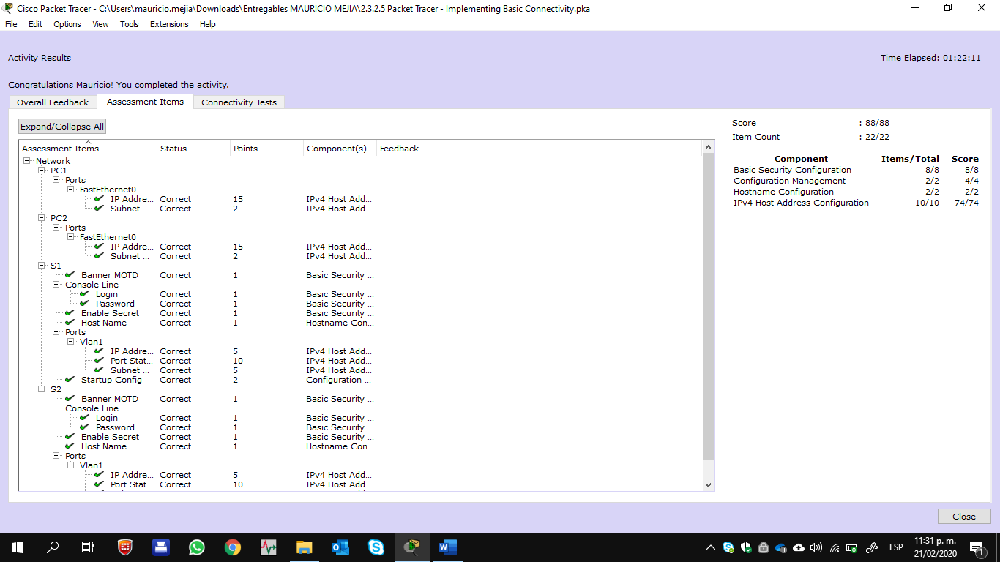 Cisco Packet Tracer - C:\Users\mauricio.mejia\Downloads\Entregables MAURICIO MEJIA\2.3.2.5 Packet Tracer - Implementing Basic Connectivity.pka
File Edit Options View Tools Extensions Help
Activity Results Time Elapsed: 01:22:11
Congratulations Mauricio! You completed the activity.
Overall Feedback Assessment Items Connectivity Tests
Expand/Collapse All
Assessment Items Status Points Component(s) Feedback
Network
PC1
Ports
FastEthernet0
IP Addre... Correct 15 IPv4 Host Add...
Subnet ... Correct 2 IPv4 Host Add...
PC2
Ports
FastEthernet0
IP Addre... Correct 15 IPv4 Host Add...
Subnet ... Correct 2 IPv4 Host Add...
S1
Banner MOTD Correct 1 Basic Security ...
Console Line
Login Correct 1 Basic Security ...
Password Correct 1 Basic Security ...
Enable Secret Correct 1 Basic Security ...
Host Name Correct 1 Hostname Con...
Ports
Vlan1
IP Addre... Correct 5 IPv4 Host Add...
Port Stat... Correct 10 IPv4 Host Add...
Subnet ... Correct 5 IPv4 Host Add...
Startup Config Correct 2 Configuration ...
S2
Banner MOTD Correct 1 Basic Security ...
Console Line
Login Correct 1 Basic Security ...
Password Correct 1 Basic Security ...
Enable Secret Correct 1 Basic Security ...
Host Name Correct 1 Hostname Con...
Ports
Vlan1
IP Addre... Correct 5 IPv4 Host Add...
Port Stat... Correct 10 IPv4 Host Add...
Score : 88/88
Item Count : 22/22
Component Items/Total Score
Basic Security Configuration 8/8 8/8
Configuration Management 2/2 4/4
Hostname Configuration 2/2 2/2
IPv4 Host Address Configuration 10/10 74/74
Close
ESP
11:31 p. m.
21/02/2020
1